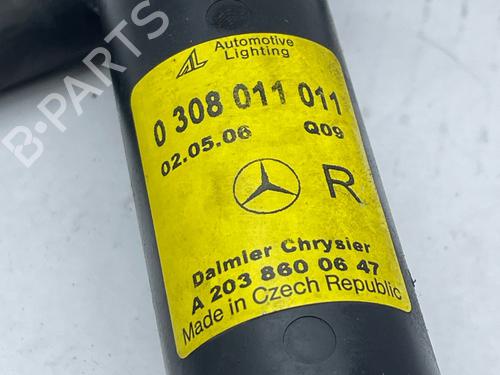 Automotive
Lighting
0 308 011 011
02.05.06 Q09
R
Daimler Chrysler
A 203 860 06 47
Made in Czech Republic
B-PARTS